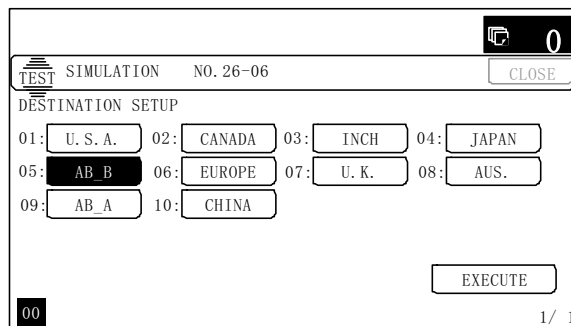 0
TEST SIMULATION NO. 26-06 CLOSE
DESTINATION SETUP
01: U.S.A. 02: CANADA 03: INCH 04: JAPAN
05: AB_B 06: EUROPE 07: U.K. 08: AUS.
09: AB_A 10: CHINA
EXECUTE
00 1/ 1